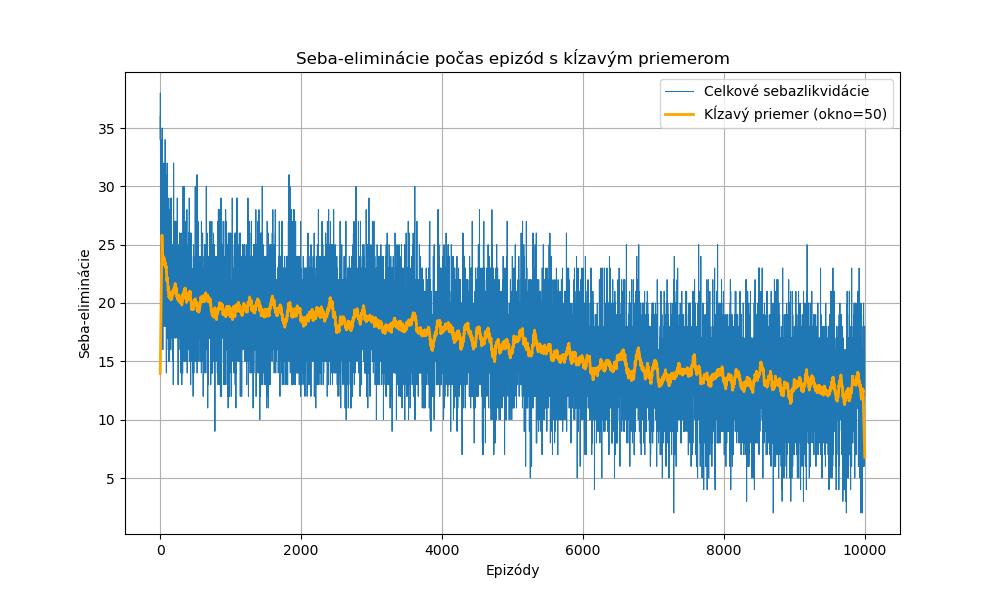 Seba-eliminácie počas epizód s kĺzavým priemerom
Celkové sebazlikvidácie
Kĺzavý priemer (okno=50)
Seba-eliminácie
35
30
25
20
15
10
5
0
2000
4000
6000
8000
10000
Epizódy